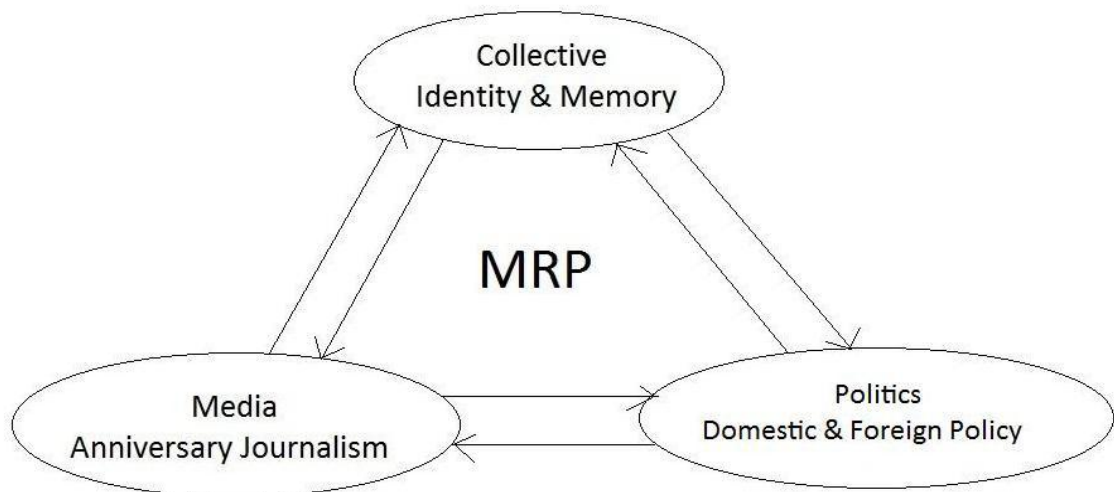 Collective
Identity & Memory
MRP
Media
Anniversary Journalism
Politics
Domestic & Foreign Policy